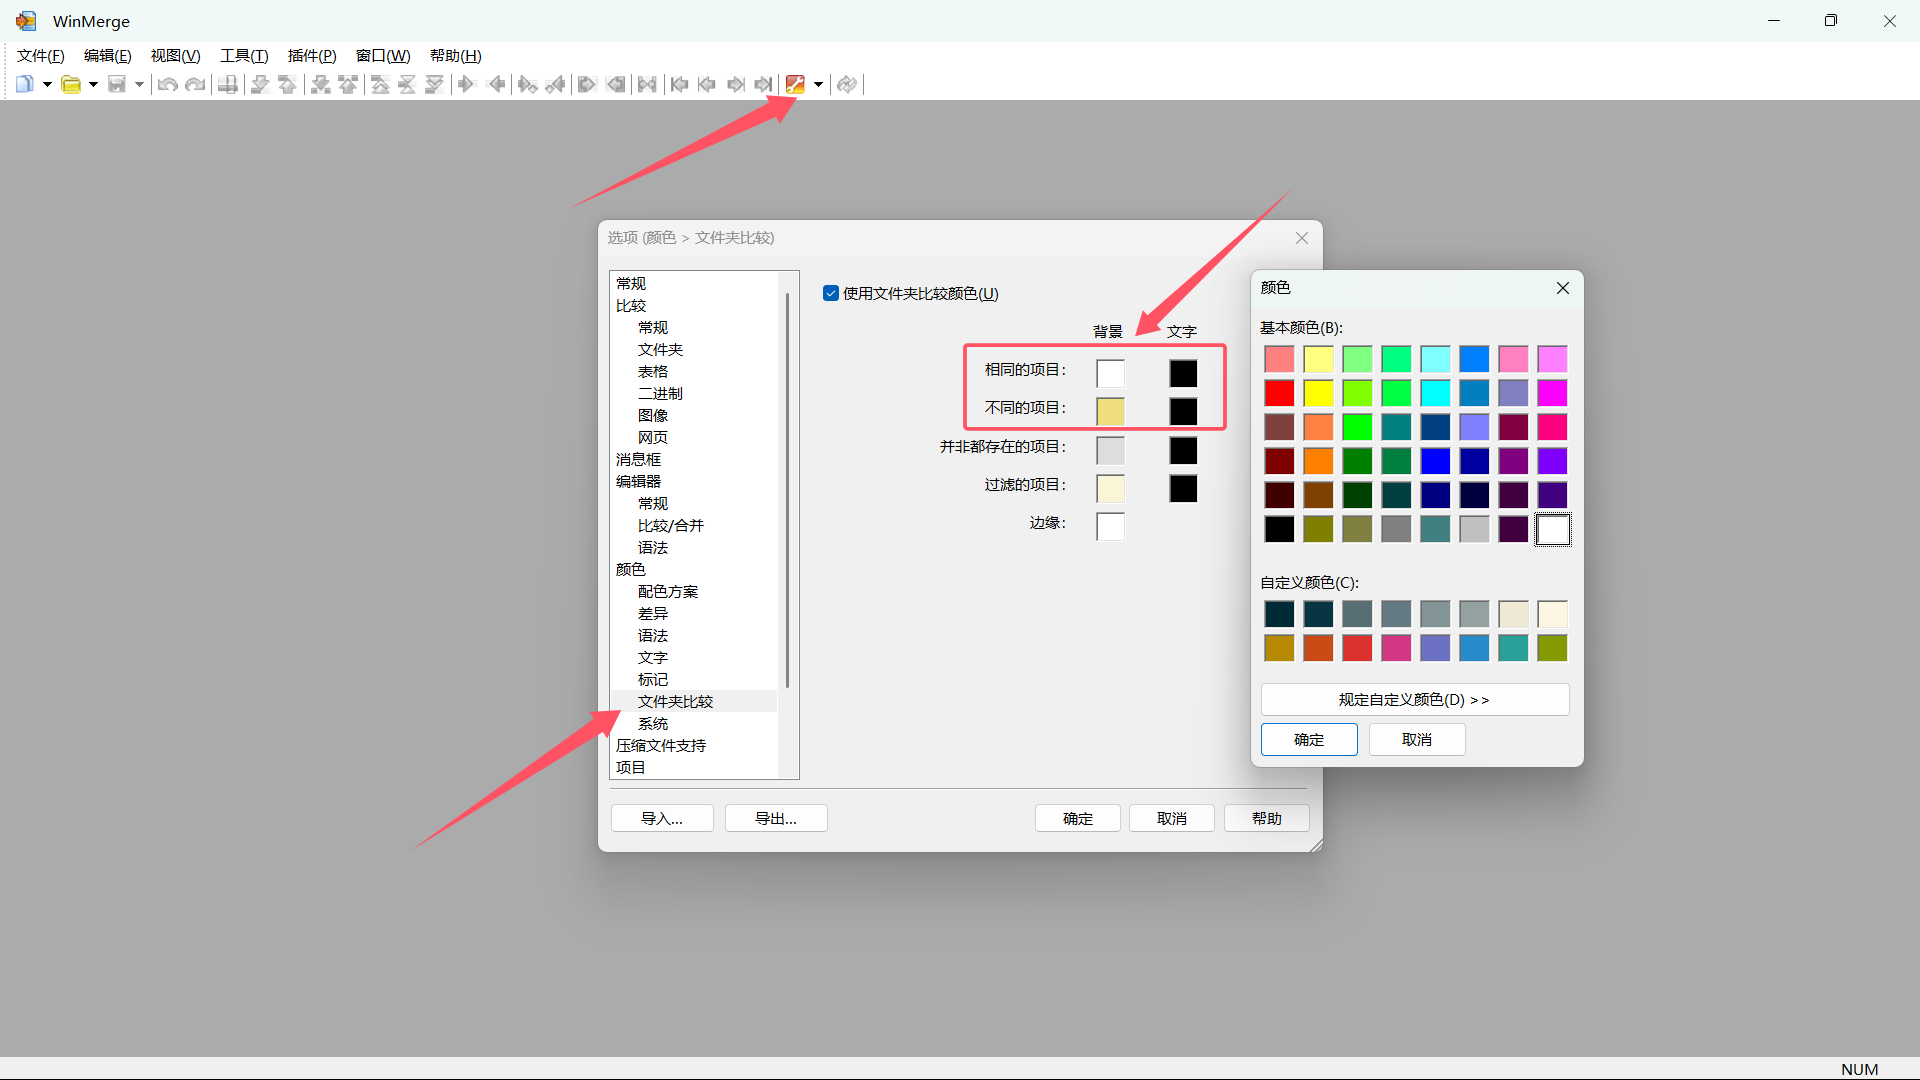 WinMerge
文件(F) 编辑(E) 视图(V) 工具(T) 插件(P) 窗口(W) 帮助(H)
选项 (颜色 > 文件夹比较)
常规
比较
常规
文件夹
表格
二进制
图像
网页
消息框
编辑器
常规
比较/合并
语法
颜色
配色方案
差异
语法
文字
标记
文件夹比较
系统
压缩文件支持
项目
使用文件夹比较颜色(U)
背景 文字
相同的项目:
不同的项目:
并非都存在的项目:
过滤的项目:
边缘:
导入... 导出... 确定 取消 帮助
颜色
基本颜色(B):
自定义颜色(C):
规定自定义颜色(D) >>
确定 取消
NUM